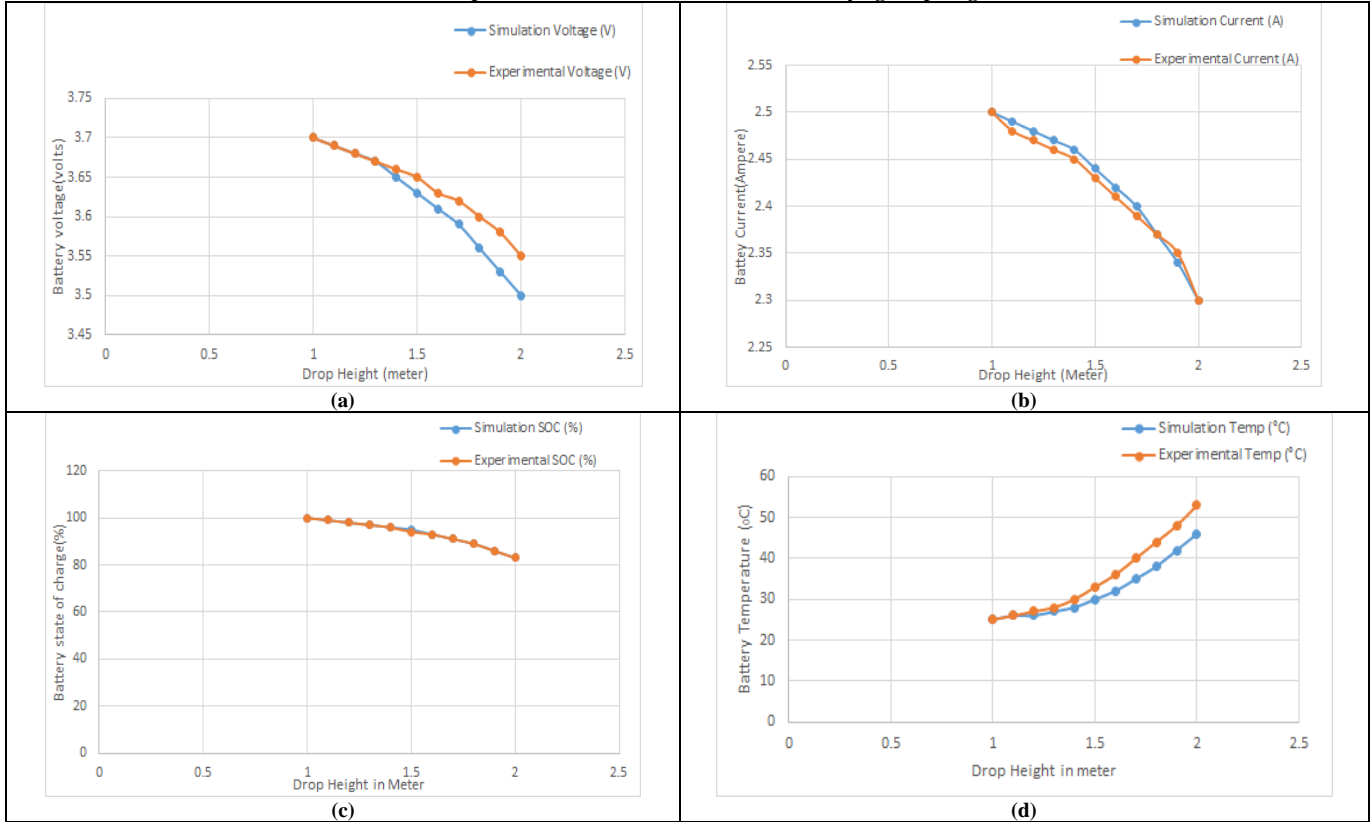 Simulation Voltage (V)
Experimental Voltage (V)
3.75
3.7
3.65
3.6
3.55
3.5
3.45
Battery voltage(volts)
0
0.5
1
1.5
2
2.5
Drop Height (meter)
(a)
Simulation Current (A)
Experimental Current (A)
2.55
2.5
2.45
2.4
2.35
2.3
2.25
Battey Current(Ampere)
0
0.5
1
1.5
2
2.5
Drop Height (Meter)
(b)
Simulation SOC (%)
Experimental SOC (%)
120
100
80
60
40
20
0
Battery state of charge(%)
0
0.5
1
1.5
2
2.5
Drop Height in Meter
(c)
Simulation Temp (°C)
Experimental Temp (°C)
60
50
40
30
20
10
0
Battery Temperature (oC)
0
0.5
1
1.5
2
2.5
Drop Height in meter
(d)